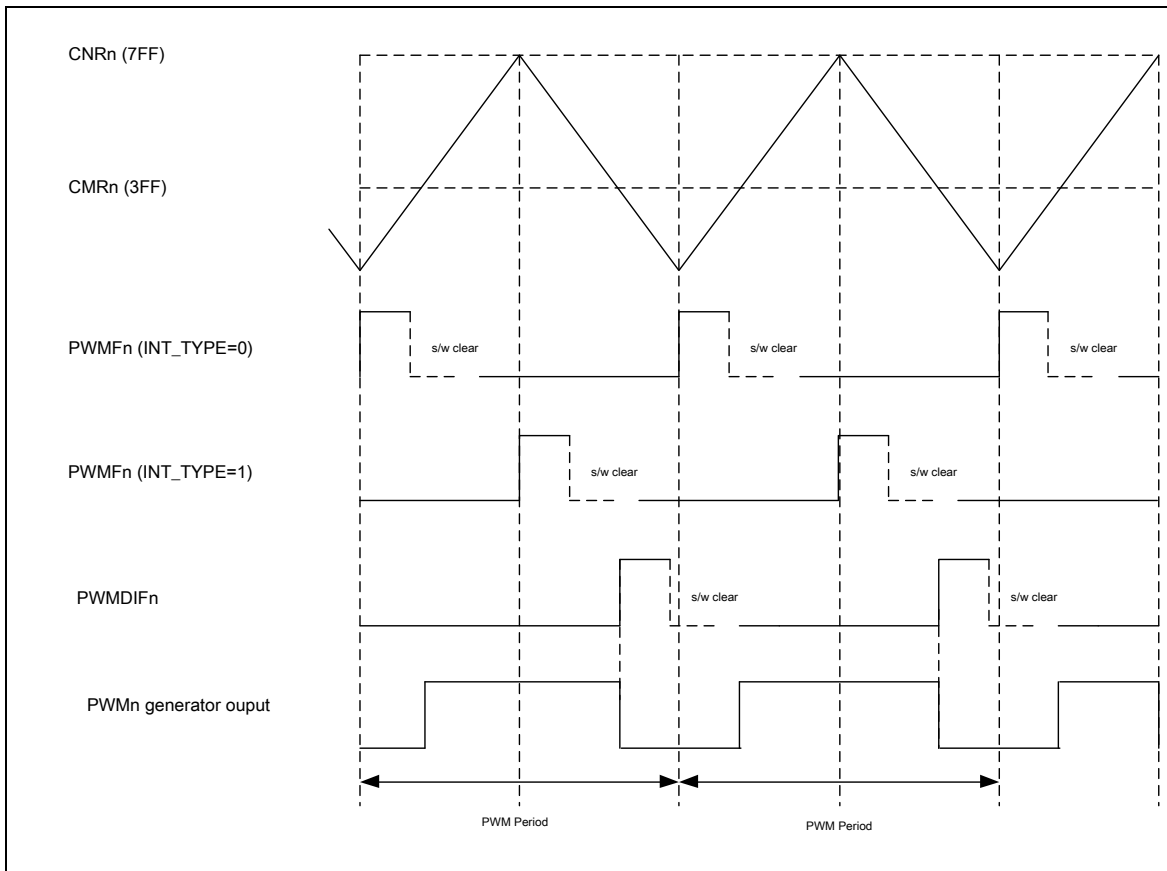 CNRn (7FF)
CMRn (3FF)
PWMFn (INT_TYPE=0)
s/w clear
s/w clear
s/w clear
PWMFn (INT_TYPE=1)
s/w clear
s/w clear
PWMDIFn
s/w clear
s/w clear
PWMn generator ouput
PWM Period
PWM Period